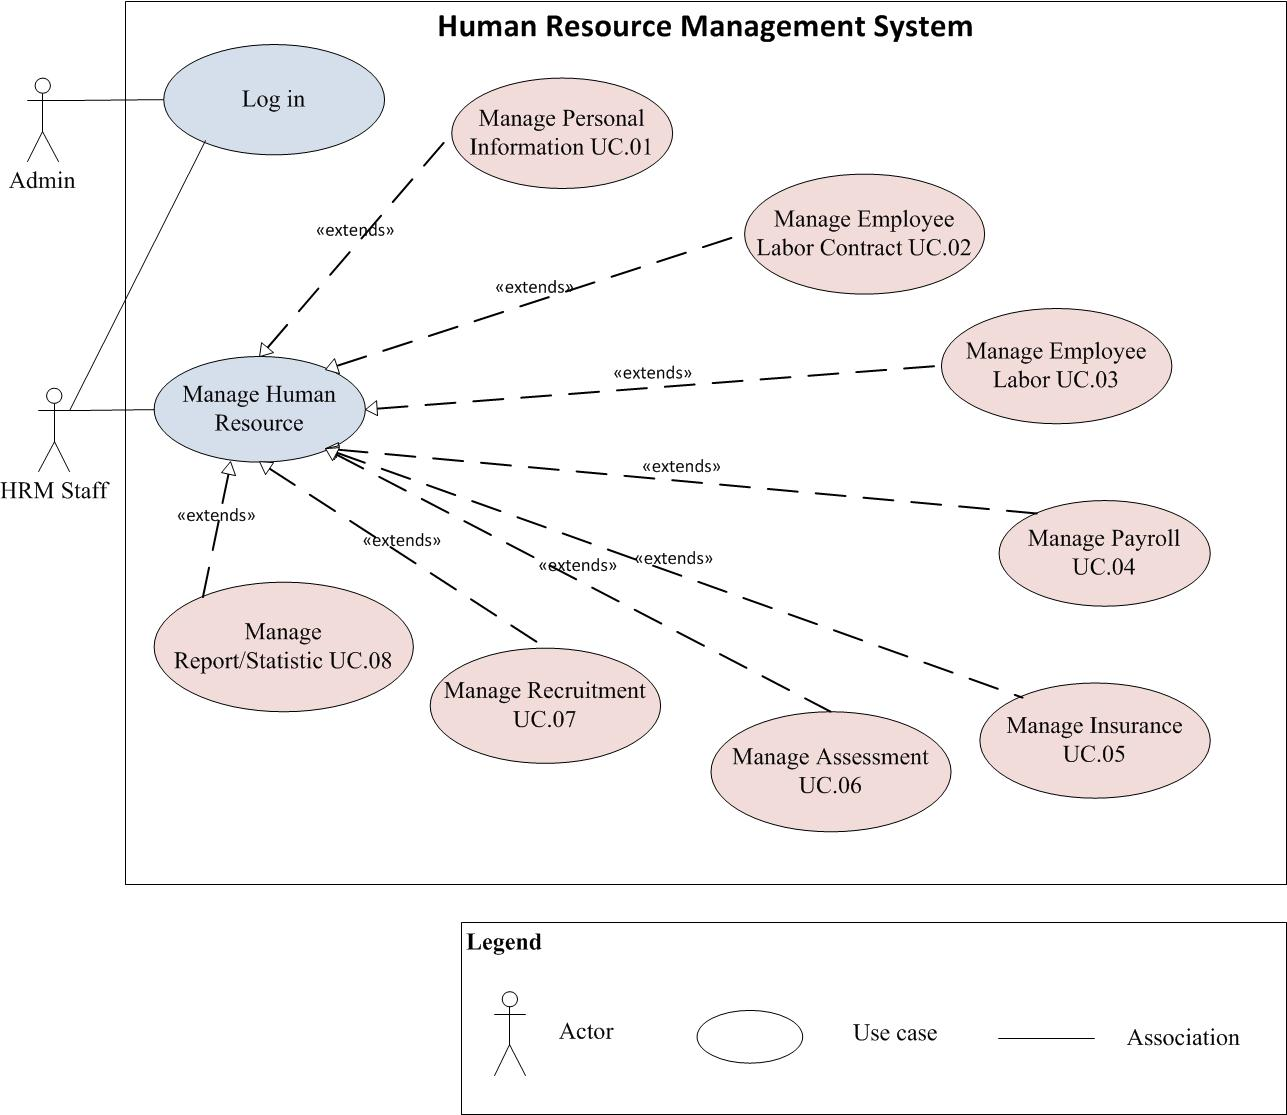 Human Resource Management System
Log in
Admin
Manage Personal
Information UC.01
«extends»
Manage Employee
Labor Contract UC.02
«extends»
Manage Employee
Labor UC.03
«extends»
Manage Human
Resource
HRM Staff
«extends»
Manage Payroll
UC.04
«extends»
«extends»
«extends»
«extends»
Manage
Report/Statistic UC.08
Manage Recruitment
UC.07
Manage Assessment
UC.06
Manage Insurance
UC.05
Legend
Actor
Use case
Association